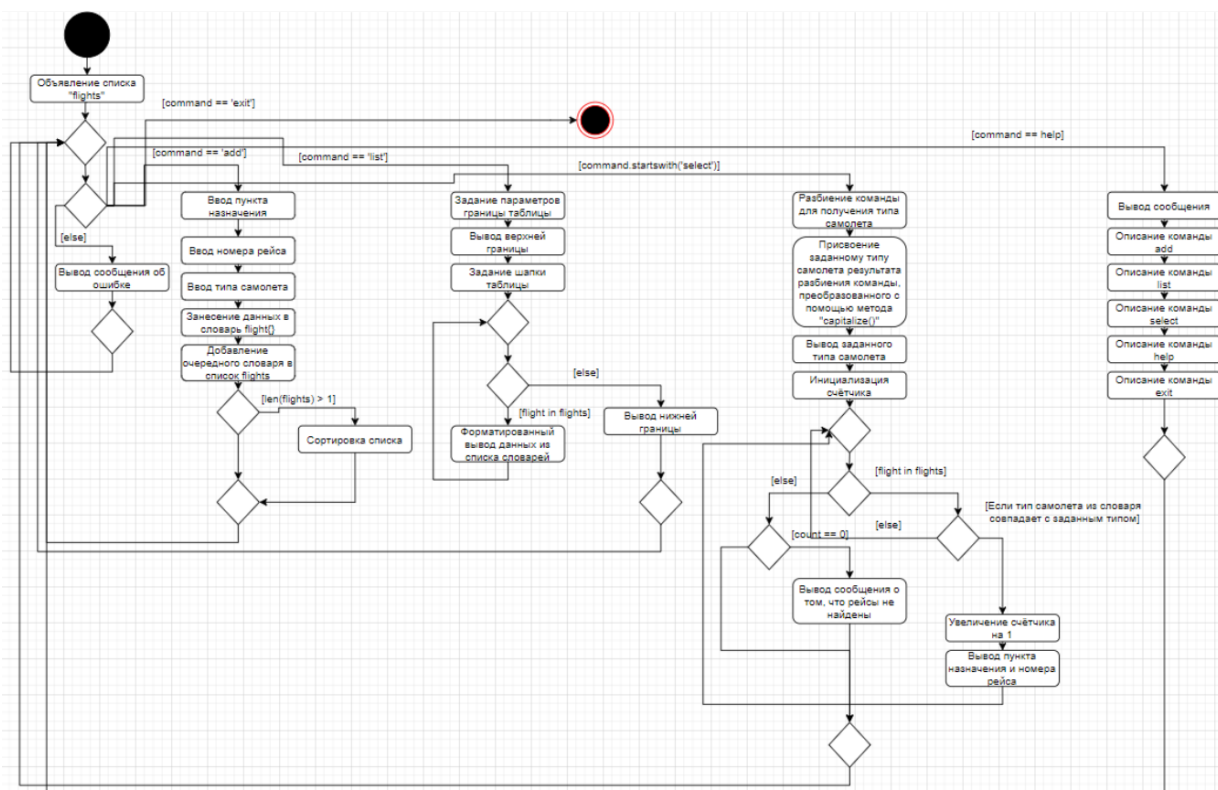 Объявление списка
"flights"
[command == 'exit']
[command == help]
[command == 'add']
[command == 'list']
[command.startswith('select')]
[else]
Вывод сообщения об
ошибке
Ввод пункта
назначения
Ввод номера рейса
Ввод типа самолета
Занесение данных в
словарь flight{}
Добавление
очередного словаря в
список flights
[len(flights) > 1]
Сортировка списка
Задание параметров
границы таблицы
Вывод верхней
границы
Задание шапки
таблицы
[else]
[flight in flights]
Форматированный
вывод данных из
списка словарей
Вывод нижней
границы
Разбиение команды
для получения типа
самолета
Присвоение
заданному типу
самолета результата
разбиения команды,
преобразованного с
помощью метода
"capitalize()"
Вывод заданного
типа самолета
Инициализация
счётчика
[flight in flights]
[else]
[Если тип самолета из словаря
совпадает с заданным типом]
[else]
[count == 0]
Вывод сообщения о
том, что рейсы не
найдены
Увеличение счётчика
на 1
Вывод пункта
назначения и номера
рейса
Вывод сообщения
Описание команды
add
Описание команды
list
Описание команды
select
Описание команды
help
Описание команды
exit